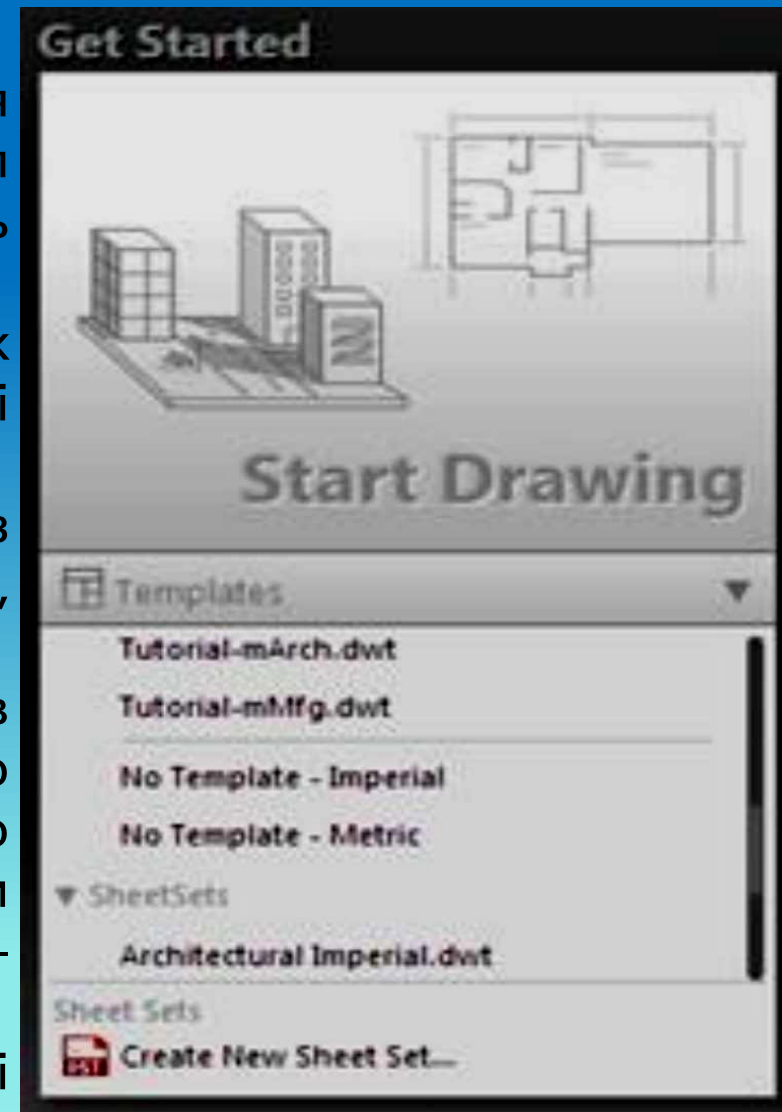 Get Started
Start Drawing
Templates
Tutorial-mArch.dwt
Tutorial-mMfg.dwt
No Template - Imperial
No Template - Metric
SheetSets
Architectural Imperial.dwt
Sheet Sets
Create New Sheet Set...